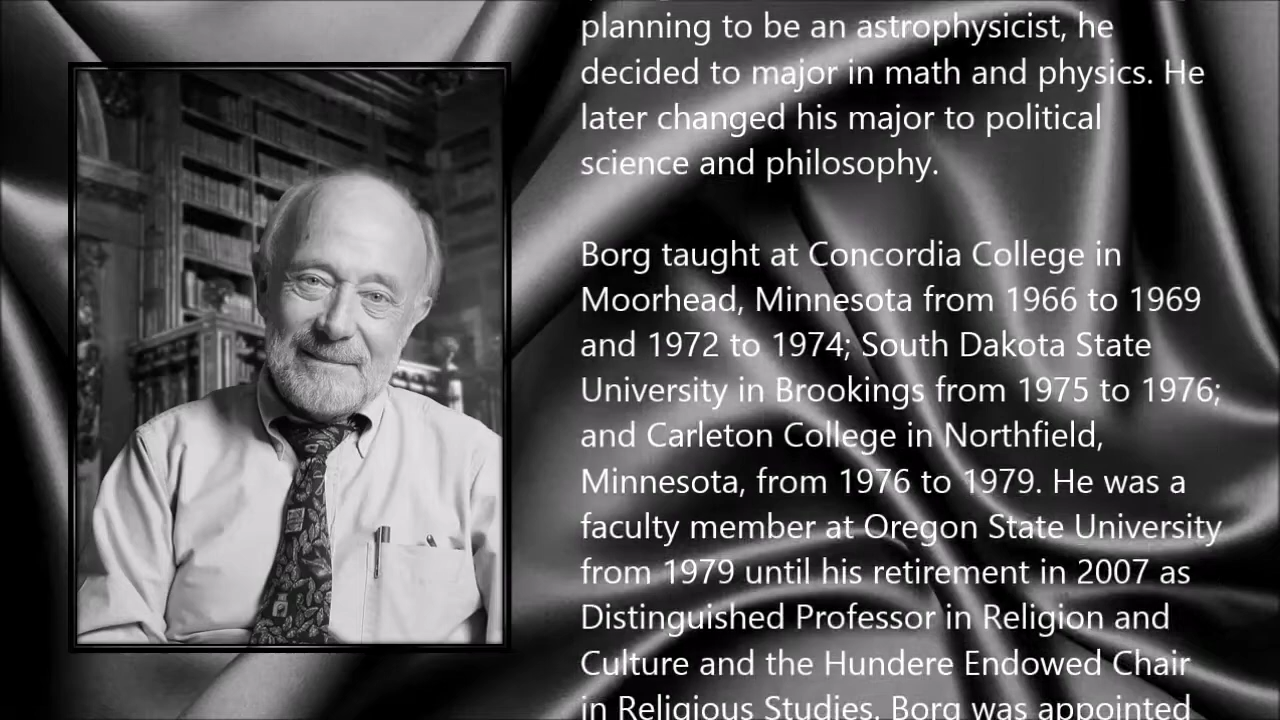 planning to be an astrophysicist, he
decided to major in math and physics. He
later changed his major to political
science and philosophy.
Borg taught at Concordia College in
Moorhead, Minnesota from 1966 to 1969
and 1972 to 1974; South Dakota State
University in Brookings from 1975 to 1976;
and Carleton College in Northfield,
Minnesota, from 1976 to 1979. He was a
faculty member at Oregon State University
from 1979 until his retirement in 2007 as
Distinguished Professor in Religion and
Culture and the Hundere Endowed Chair
in Religious Studies. Borg was appointed